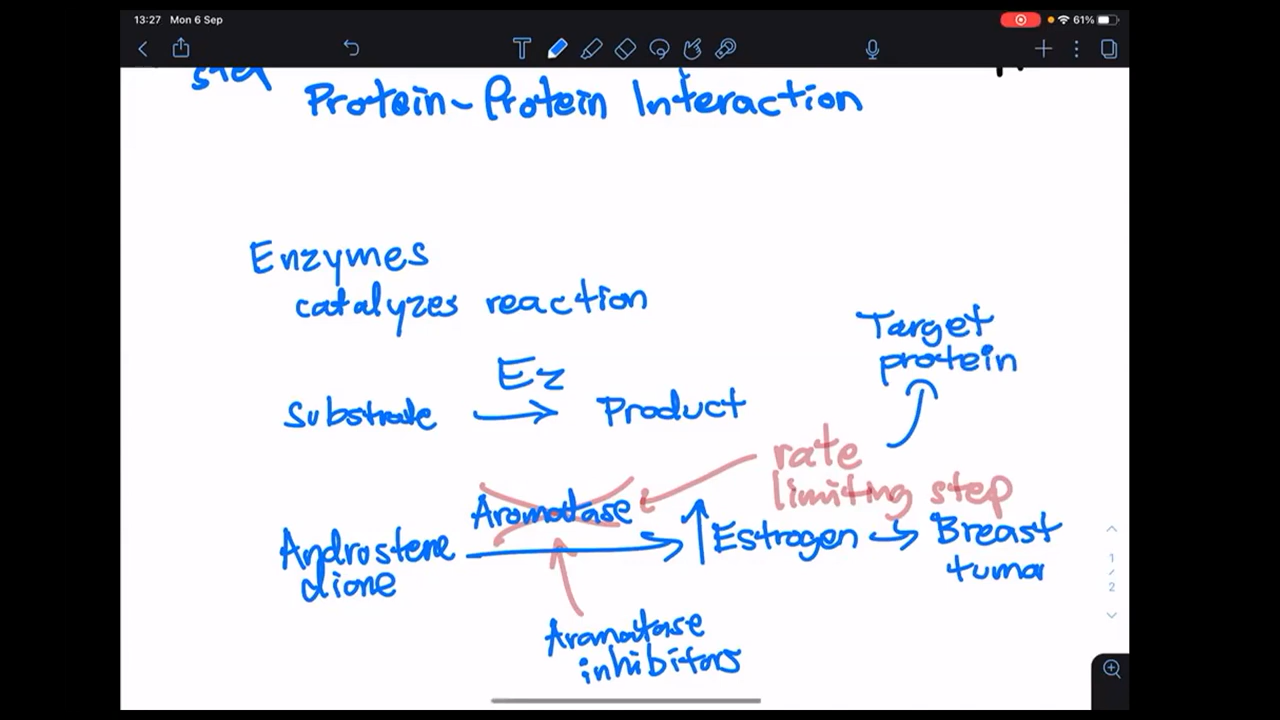 13:27 Mon 6 Sep
61%
T
Protein-Protein Interaction
Enzymes
catalyzes reaction
Target
protein
Ez
Substrate → Product
rate
limiting step
Aromatase
Androstene
dione
↑ Estrogen → Breast
tumor
Aromatase
inhibitors
1
/
2